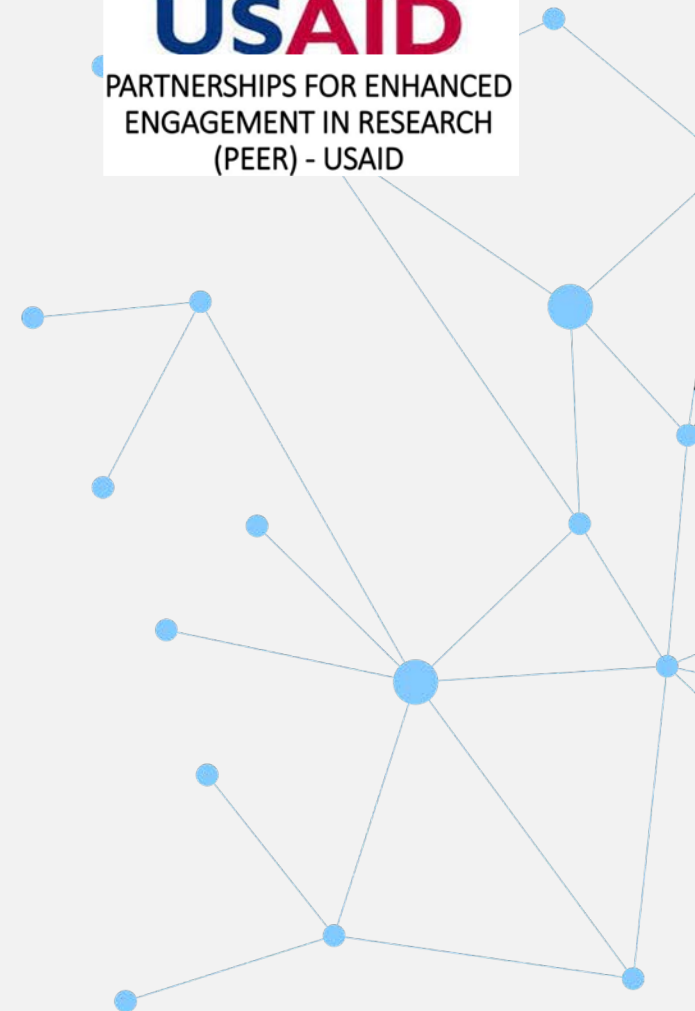 USAID
PARTNERSHIPS FOR ENHANCED
ENGAGEMENT IN RESEARCH
(PEER) - USAID